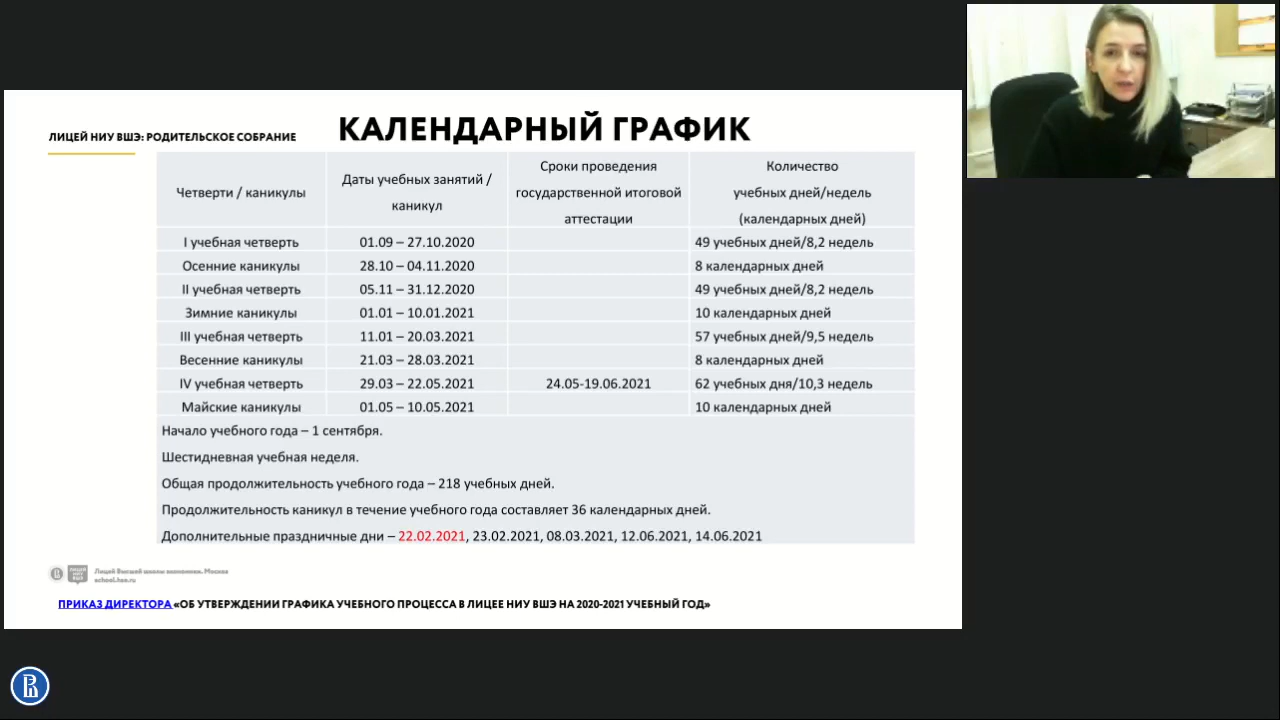 ЛИЦЕЙ НИУ ВШЭ: РОДИТЕЛЬСКОЕ СОБРАНИЕ
КАЛЕНДАРНЫЙ ГРАФИК
Четверти / каникулы
Даты учебных занятий /
каникул
Сроки проведения
государственной итоговой
аттестации
Количество
учебных дней/недель
(календарных дней)
I учебная четверть 01.09 – 27.10.2020 49 учебных дней/8,2 недель
Осенние каникулы 28.10 – 04.11.2020 8 календарных дней
II учебная четверть 05.11 – 31.12.2020 49 учебных дней/8,2 недель
Зимние каникулы 01.01 – 10.01.2021 10 календарных дней
III учебная четверть 11.01 – 20.03.2021 57 учебных дней/9,5 недель
Весенние каникулы 21.03 – 28.03.2021 8 календарных дней
IV учебная четверть 29.03 – 22.05.2021 24.05-19.06.2021 62 учебных дня/10,3 недель
Майские каникулы 01.05 – 10.05.2021 10 календарных дней
Начало учебного года – 1 сентября.
Шестидневная учебная неделя.
Общая продолжительность учебного года – 218 учебных дней.
Продолжительность каникул в течение учебного года составляет 36 календарных дней.
Дополнительные праздничные дни – 22.02.2021, 23.02.2021, 08.03.2021, 12.06.2021, 14.06.2021
Лицей Высшей школы экономики. Москва
school.hse.ru
ПРИКАЗ ДИРЕКТОРА «ОБ УТВЕРЖДЕНИИ ГРАФИКА УЧЕБНОГО ПРОЦЕССА В ЛИЦЕЕ НИУ ВШЭ НА 2020-2021 УЧЕБНЫЙ ГОД»